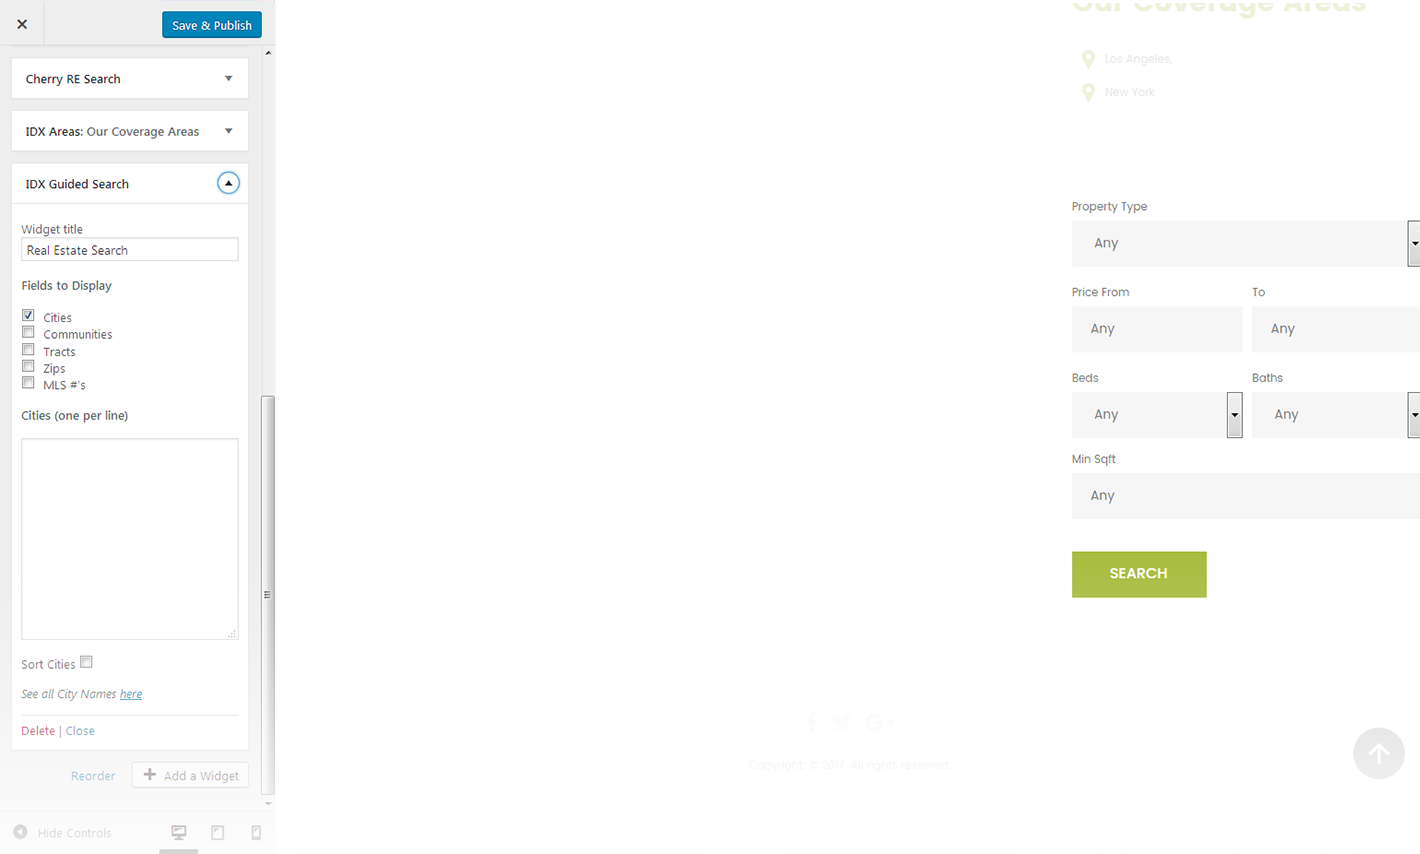 Save & Publish
Cherry RE Search
IDX Areas: Our Coverage Areas
IDX Guided Search
Widget title
Real Estate Search
Fields to Display
Cities
Communities
Tracts
Zips
MLS #'s
Cities (one per line)
Sort Cities
See all City Names here
Delete | Close
Reorder
Add a Widget
Hide Controls
Our Coverage Areas
Los Angeles,
New York
Property Type
Any
Price From To
Any Any
Beds Baths
Any Any
Min Sqft
Any
SEARCH
Copyright. © 2017. All rights reserved.